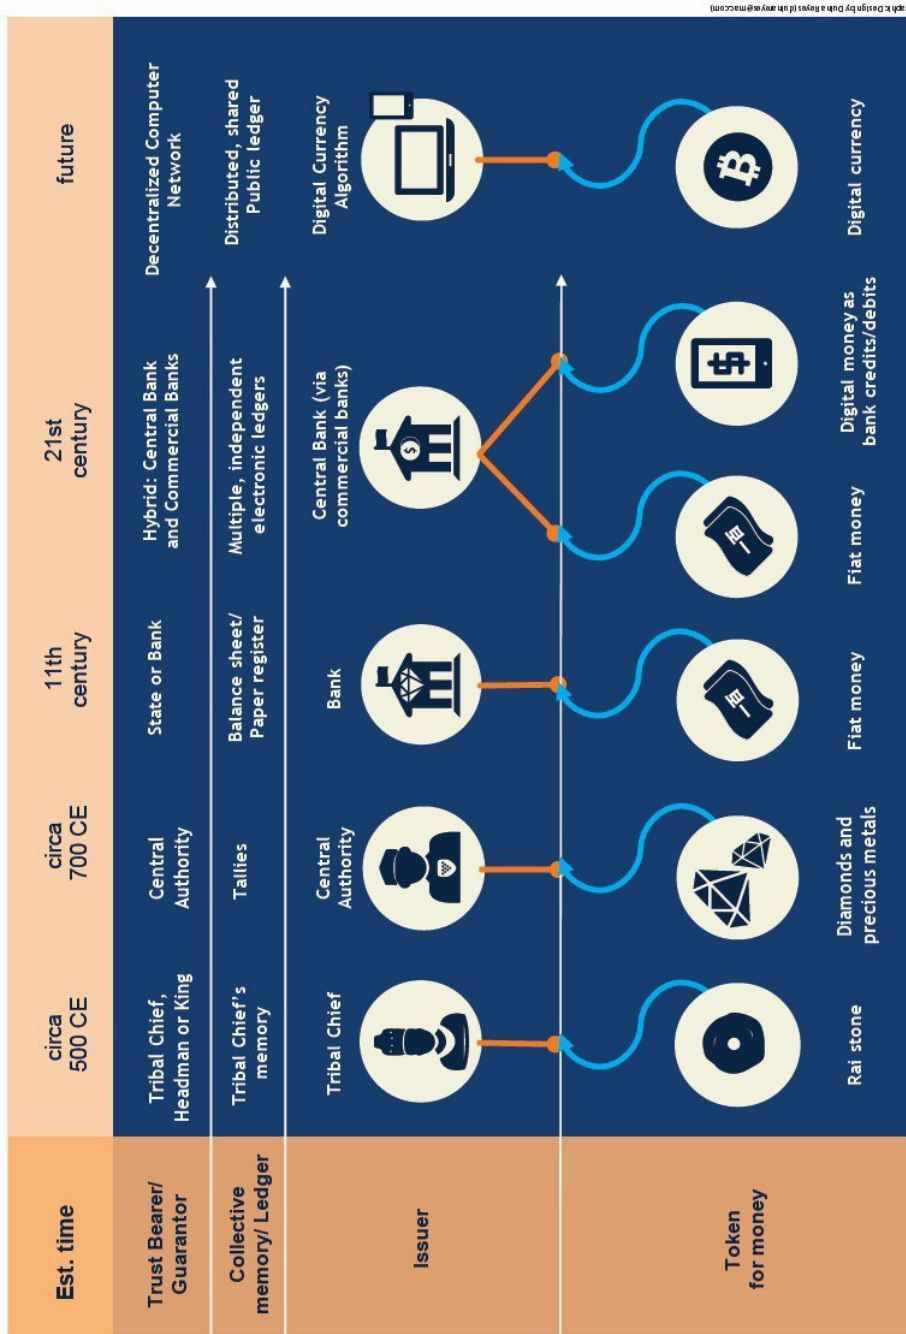 Est. time
circa
500 CE
circa
700 CE
11th
century
21st
century
future
Trust Bearer/
Guarantor
Tribal Chief,
Headman or King
Central
Authority
State or Bank
Hybrid: Central Bank
and Commercial Banks
Decentralized Computer
Network
Collective
memory/ Ledger
Tribal Chief's
memory
Tallies
Balance sheet/
Paper register
Multiple, independent
electronic ledgers
Distributed, shared
Public ledger
Issuer
Tribal Chief
Central
Authority
Bank
Central Bank (via
commercial banks)
Digital Currency
Algorithm
$
Token
for money
$
₿
Rai stone
Diamonds and
precious metals
Fiat money
Fiat money
Digital money as
bank credits/debits
Digital currency
Design by Reyes